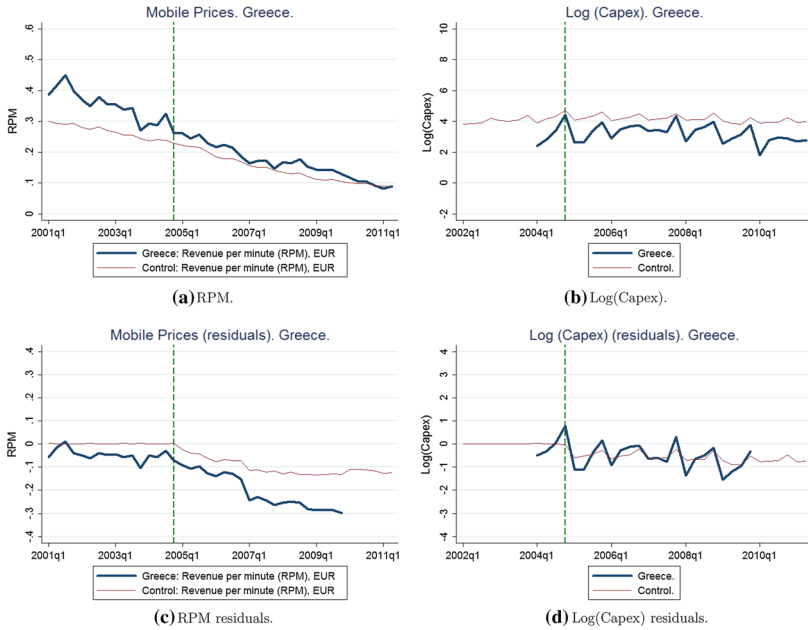 Mobile Prices. Greece.
RPM
0 .1 .2 .3 .4 .5 .6
2001q1 2003q1 2005q1 2007q1 2009q1 2011q1
Greece: Revenue per minute (RPM), EUR
Control: Revenue per minute (RPM), EUR
(a) RPM.
Log (Capex). Greece.
Log(Capex)
-2 0 2 4 6 8 10
2002q1 2004q1 2006q1 2008q1 2010q1
Greece.
Control.
(b) Log(Capex).
Mobile Prices (residuals). Greece.
RPM
-.4 -.3 -.2 -.1 0 .1 .2 .3 .4
2001q1 2003q1 2005q1 2007q1 2009q1 2011q1
Greece: Revenue per minute (RPM), EUR
Control: Revenue per minute (RPM), EUR
(c) RPM residuals.
Log (Capex) (residuals). Greece.
Log(Capex)
-4 -3 -2 -1 0 1 2 3 4
2002q1 2004q1 2006q1 2008q1 2010q1
Greece.
Control.
(d) Log(Capex) residuals.